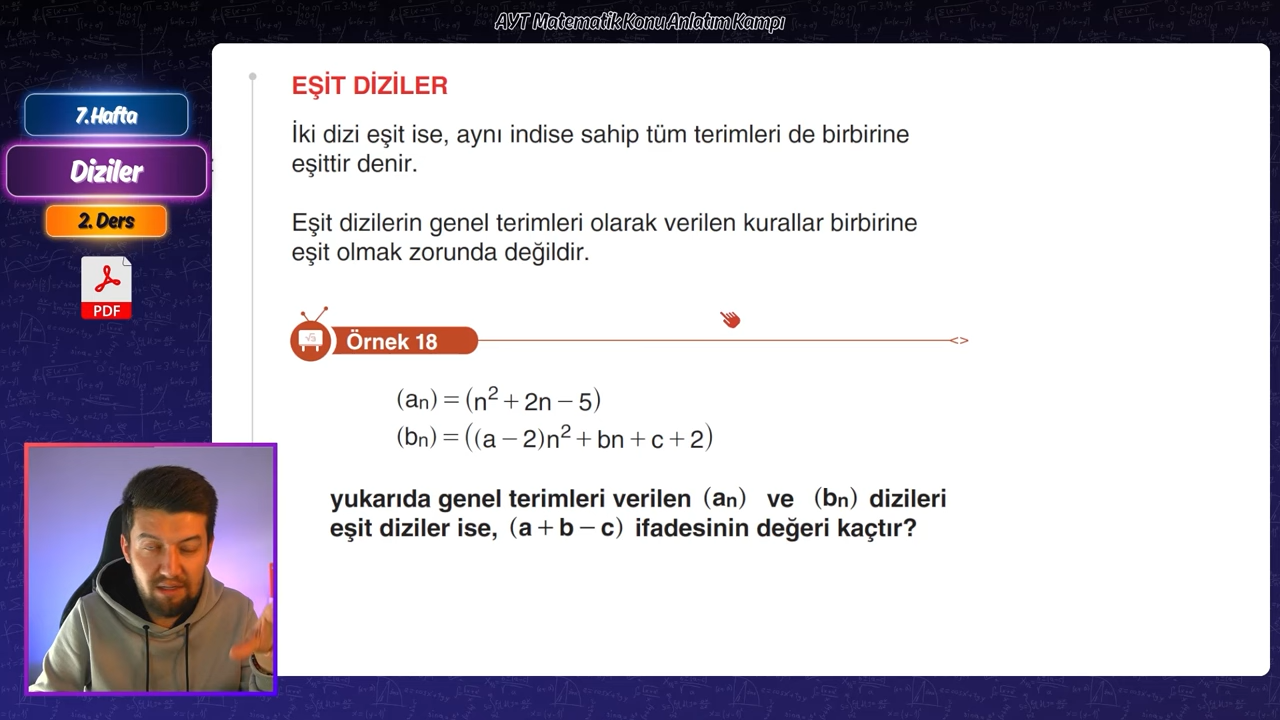 AYT Matematik Konu Anlatım Kampı
7.Hafta
Diziler
2. Ders
PDF
EŞİT DİZİLER
İki dizi eşit ise, aynı indise sahip tüm terimleri de birbirine
eşittir denir.
Eşit dizilerin genel terimleri olarak verilen kurallar birbirine
eşit olmak zorunda değildir.
√5
Örnek 18
<>
(aₙ) = (n² + 2n − 5)
(bₙ) = ((a − 2)n² + bn + c + 2)
yukarıda genel terimleri verilen (aₙ) ve (bₙ) dizileri
eşit diziler ise, (a + b − c) ifadesinin değeri kaçtır?